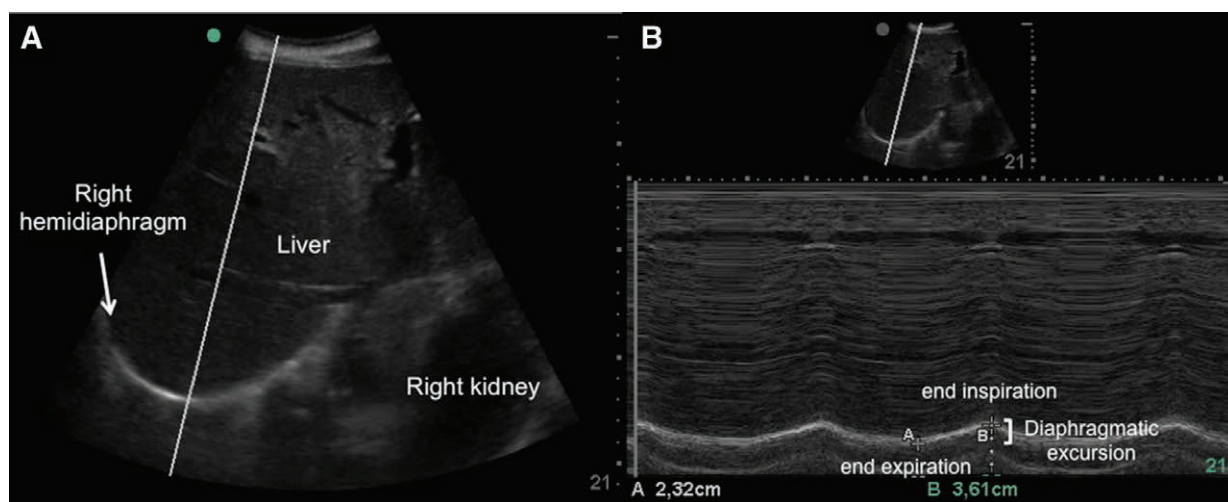 A
Right
hemidiaphragm
Liver
Right kidney
21
B
21
end inspiration
A
B
Diaphragmatic
excursion
end expiration
21
A 2,32cm
B 3,61cm